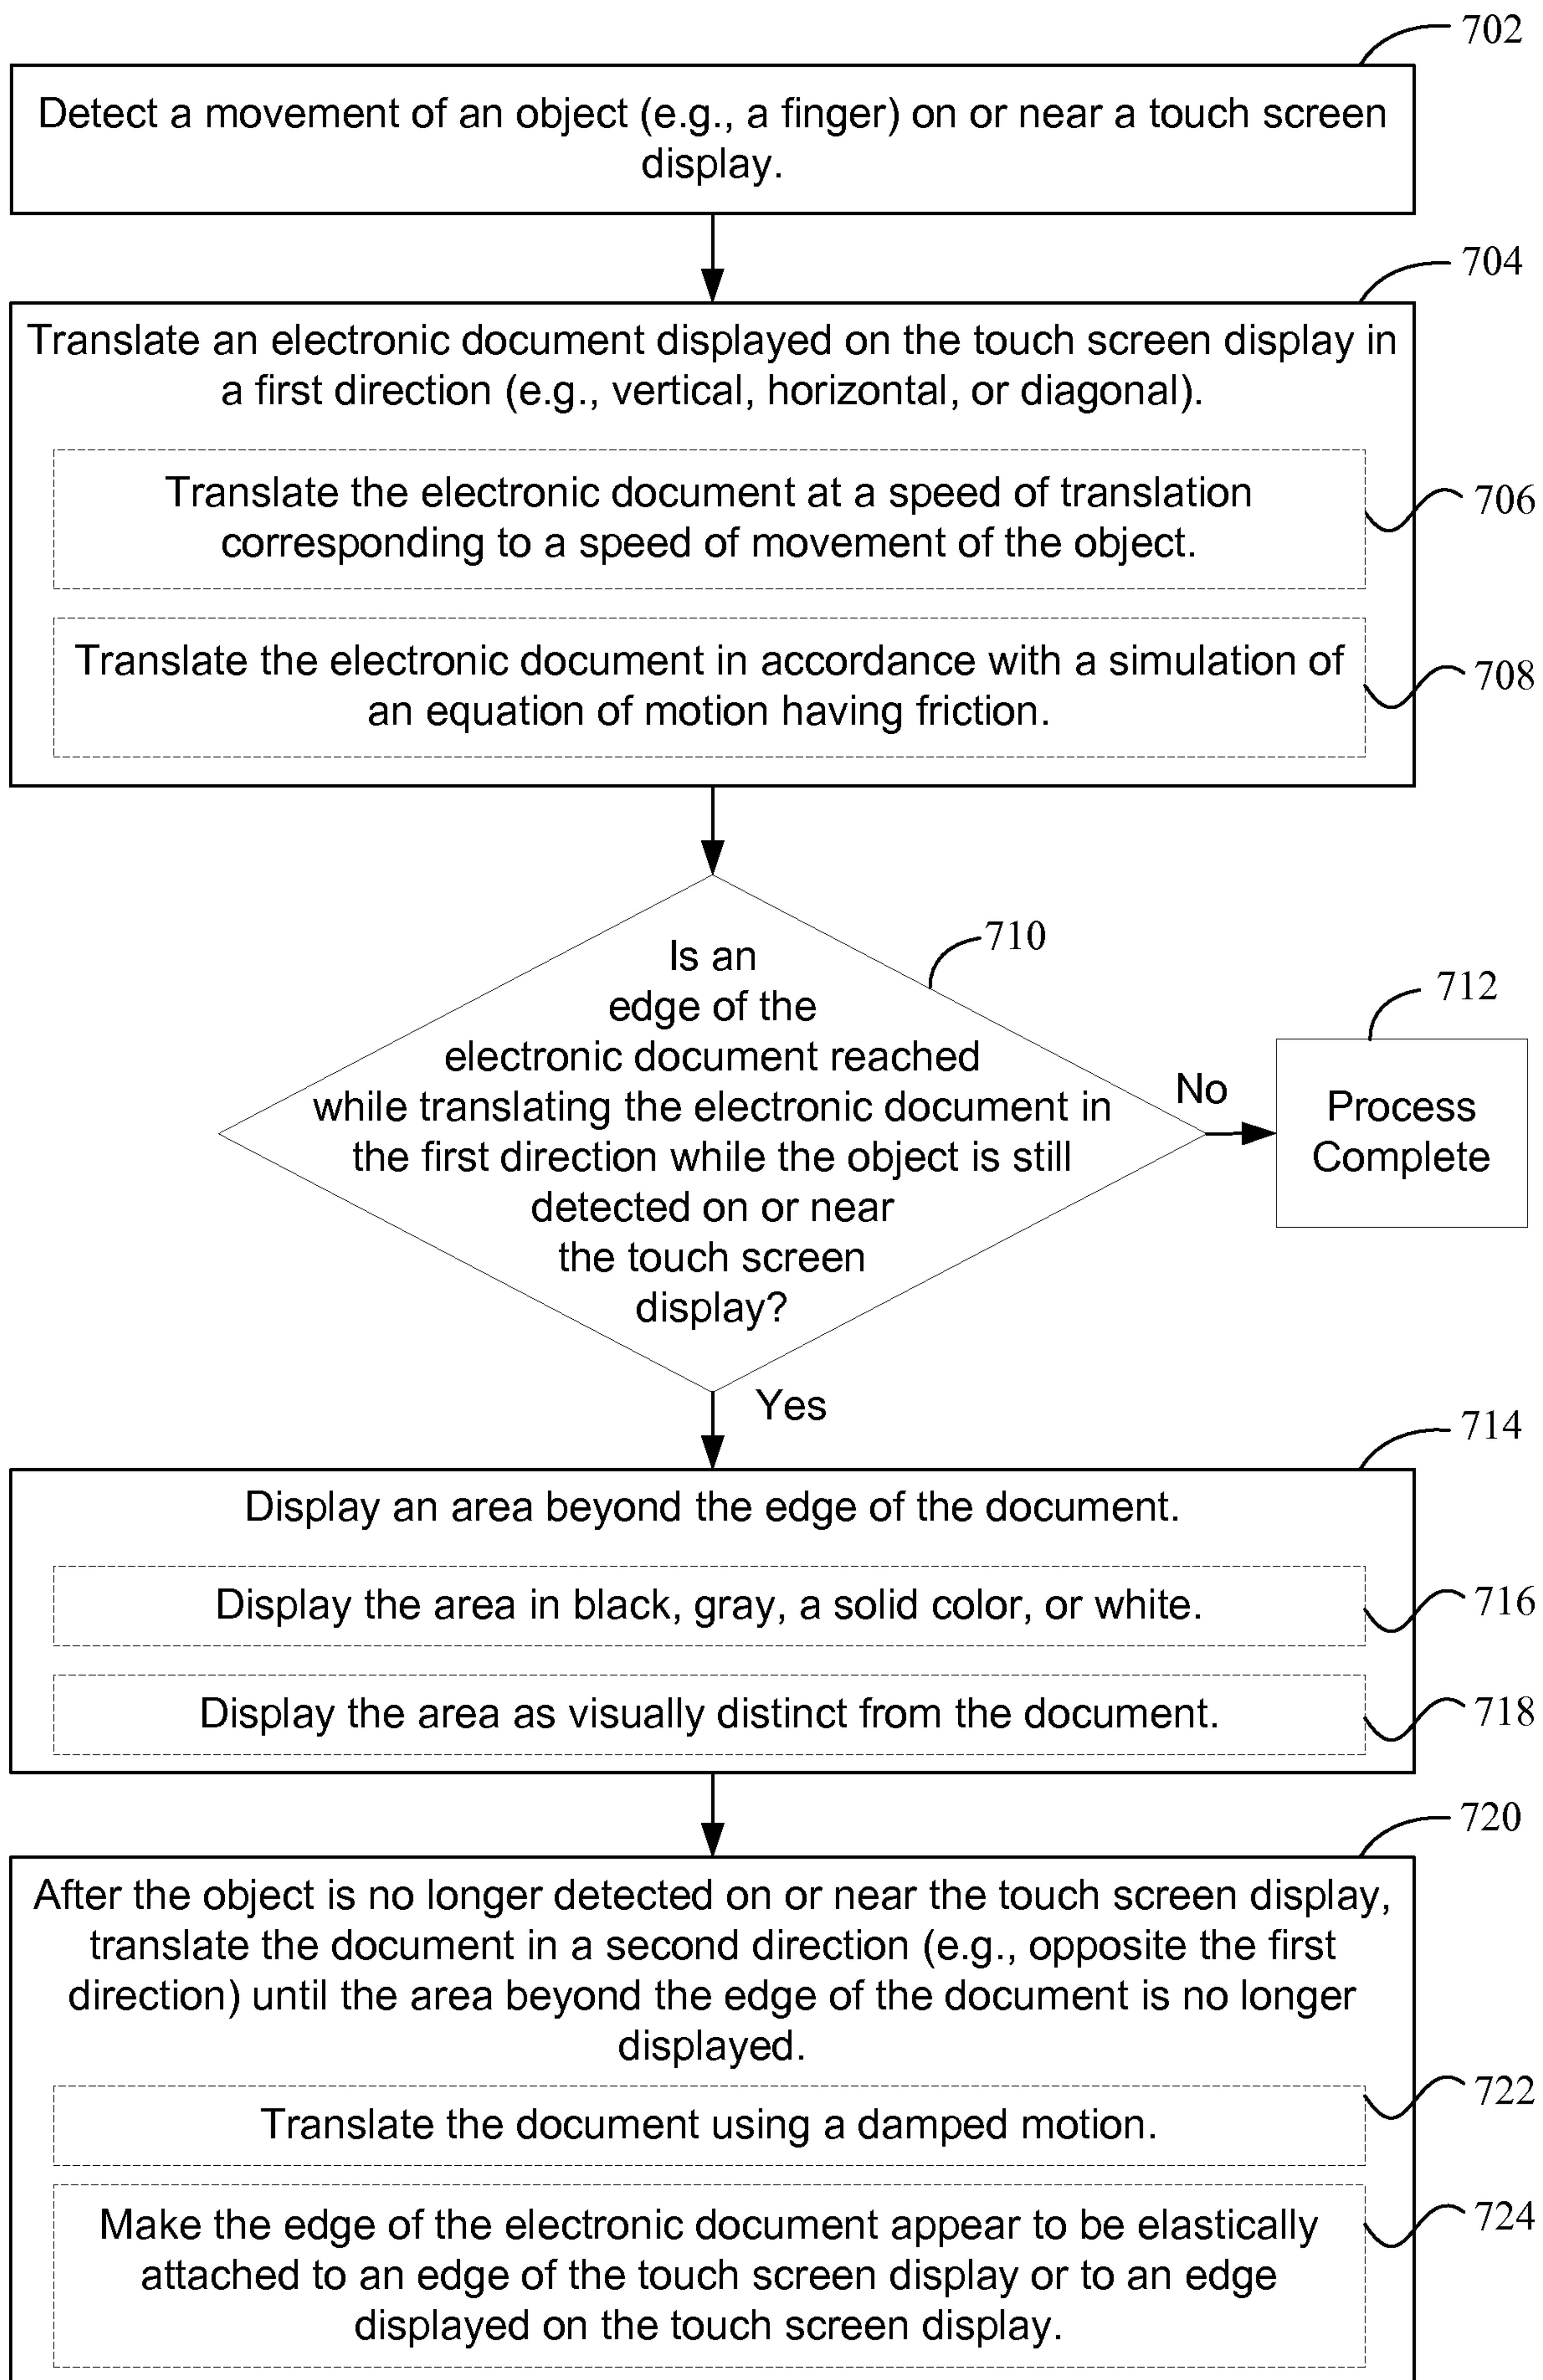 702
Detect a movement of an object (e.g., a finger) on or near a touch screen
display.
704
Translate an electronic document displayed on the touch screen display in
a first direction (e.g., vertical, horizontal, or diagonal).
Translate the electronic document at a speed of translation
corresponding to a speed of movement of the object.
706
Translate the electronic document in accordance with a simulation of
an equation of motion having friction.
708
710
Is an
edge of the
electronic document reached
while translating the electronic document in
the first direction while the object is still
detected on or near
the touch screen
display?
No
712
Process
Complete
Yes
714
Display an area beyond the edge of the document.
Display the area in black, gray, a solid color, or white.
716
Display the area as visually distinct from the document.
718
720
After the object is no longer detected on or near the touch screen display,
translate the document in a second direction (e.g., opposite the first
direction) until the area beyond the edge of the document is no longer
displayed.
Translate the document using a damped motion.
722
Make the edge of the electronic document appear to be elastically
attached to an edge of the touch screen display or to an edge
displayed on the touch screen display.
724